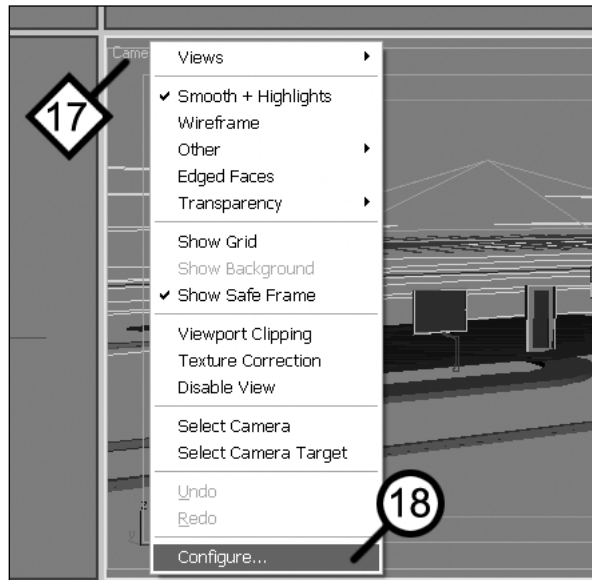 Came
17
Views
Smooth + Highlights
Wireframe
Other
Edged Faces
Transparency
Show Grid
Show Background
Show Safe Frame
Viewport Clipping
Texture Correction
Disable View
Select Camera
Select Camera Target
Undo
Redo
18
Configure...
z
y